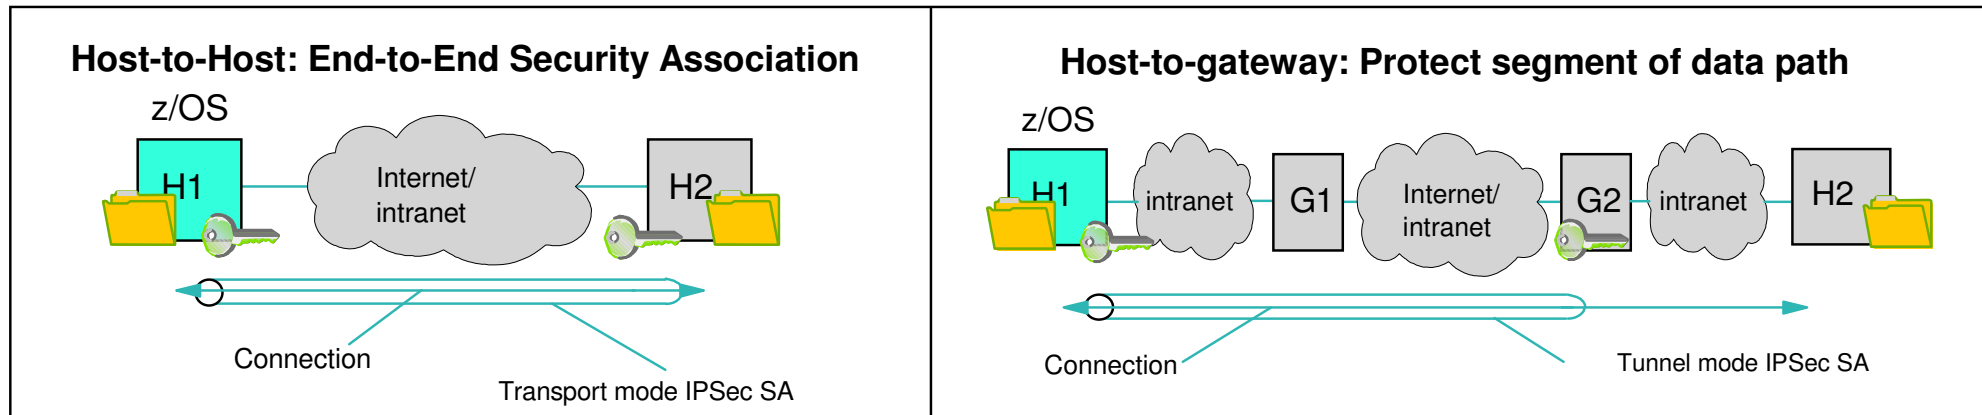 Host-to-Host: End-to-End Security Association
z/OS
H1
Internet/
intranet
H2
Connection
Transport mode IPSec SA
Host-to-gateway: Protect segment of data path
z/OS
H1
intranet
G1
Internet/
intranet
G2
intranet
H2
Connection
Tunnel mode IPSec SA